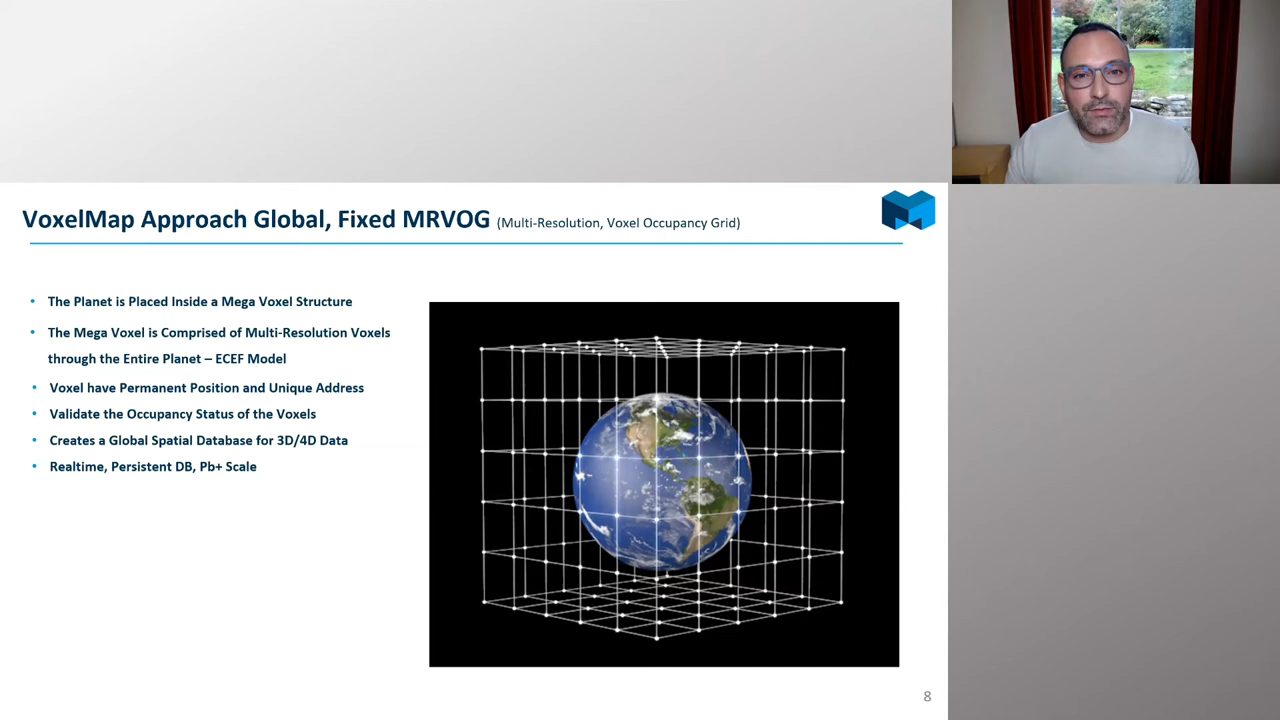 VoxelMap Approach Global, Fixed MRVOG (Multi-Resolution, Voxel Occupancy Grid)
• The Planet is Placed Inside a Mega Voxel Structure
• The Mega Voxel is Comprised of Multi-Resolution Voxels
through the Entire Planet – ECEF Model
• Voxel have Permanent Position and Unique Address
• Validate the Occupancy Status of the Voxels
• Creates a Global Spatial Database for 3D/4D Data
• Realtime, Persistent DB, Pb+ Scale
8